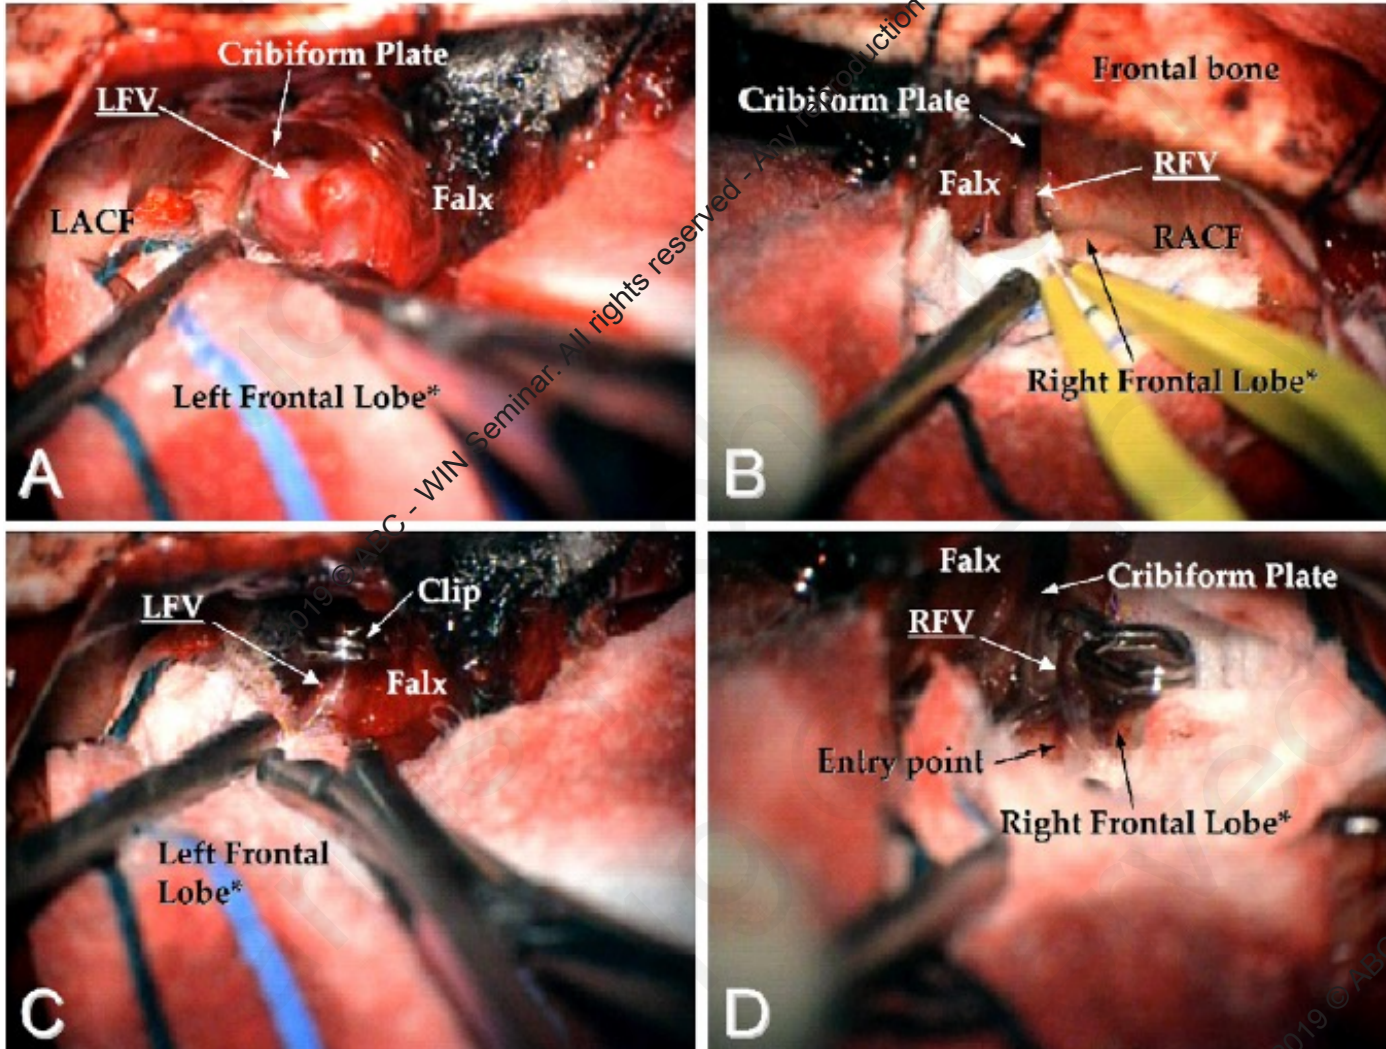 Cribiform Plate
LFV
LACF
Falx
Left Frontal Lobe*
A
Frontal bone
Cribiform Plate
RFV
Falx
RACF
Right Frontal Lobe*
B
LFV
Clip
Falx
Left Frontal
Lobe*
C
Falx
Cribiform Plate
RFV
Entry point
Right Frontal Lobe*
D
2019 © ABC - WIN Seminar. All rights reserved - Any reproduction
2019 © ABC